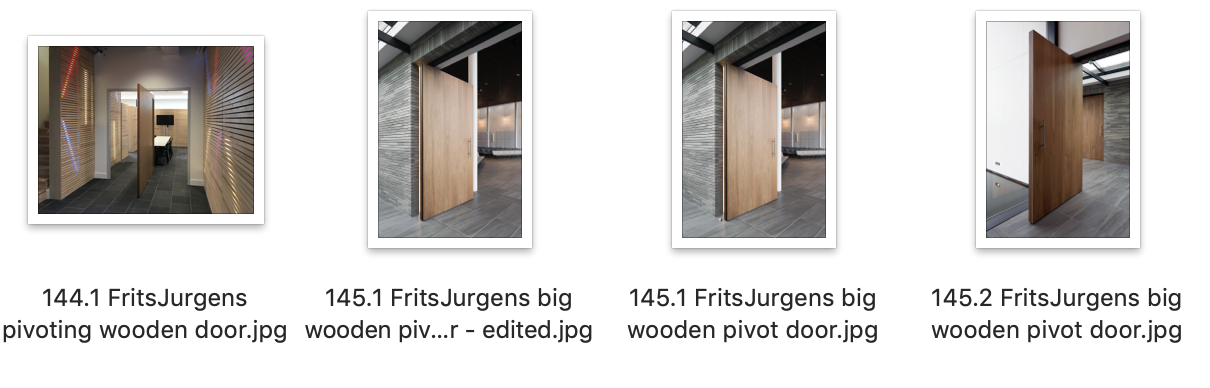 144.1 FritsJurgens
pivoting wooden door.jpg
145.1 FritsJurgens big
wooden piv...r - edited.jpg
145.1 FritsJurgens big
wooden pivot door.jpg
145.2 FritsJurgens big
wooden pivot door.jpg